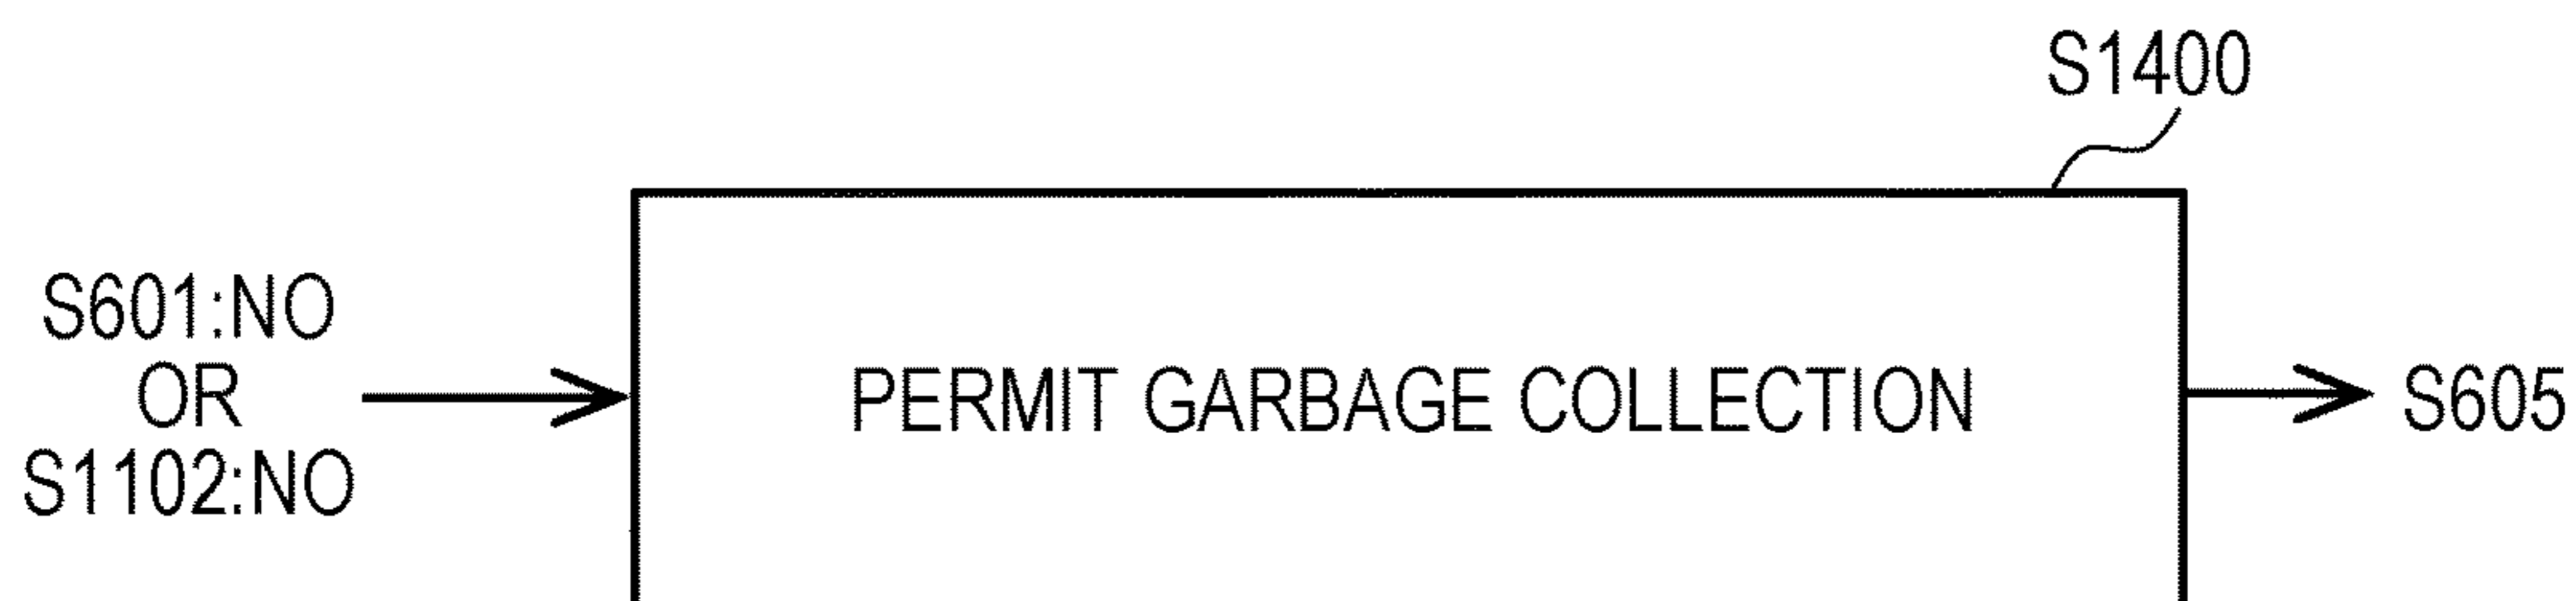 S1400
S601:NO
OR
S1102:NO
PERMIT GARBAGE COLLECTION
S605